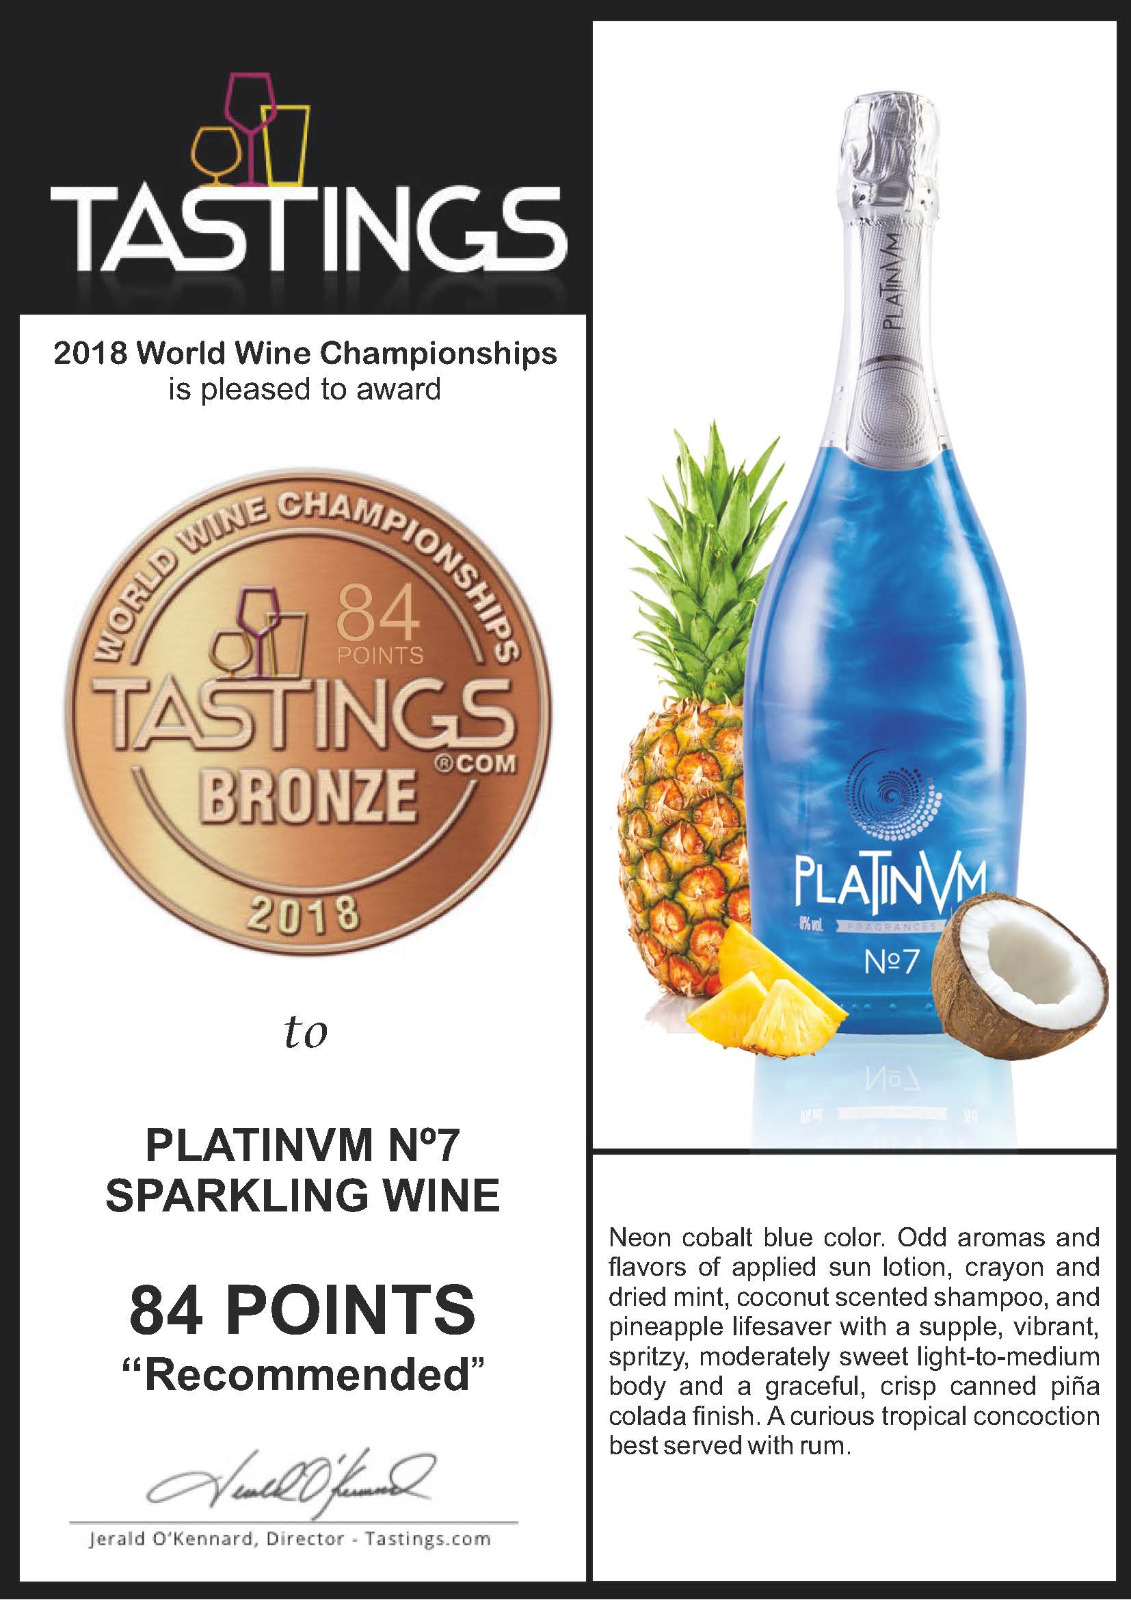 TASTINGS
2018 World Wine Championships
is pleased to award
WORLD WINE CHAMPIONSHIPS
84
POINTS
TASTINGS
®COM
BRONZE
2018
to
PLATINVM Nº7
SPARKLING WINE
84 POINTS
“Recommended”
Jerald O'Kennard
Jerald O'Kennard, Director - Tastings.com
PLATINVM
PLATINVM
FRAGRANCES
Nº7
Neon cobalt blue color. Odd aromas and
flavors of applied sun lotion, crayon and
dried mint, coconut scented shampoo, and
pineapple lifesaver with a supple, vibrant,
spritzy, moderately sweet light-to-medium
body and a graceful, crisp canned piña
colada finish. A curious tropical concoction
best served with rum.